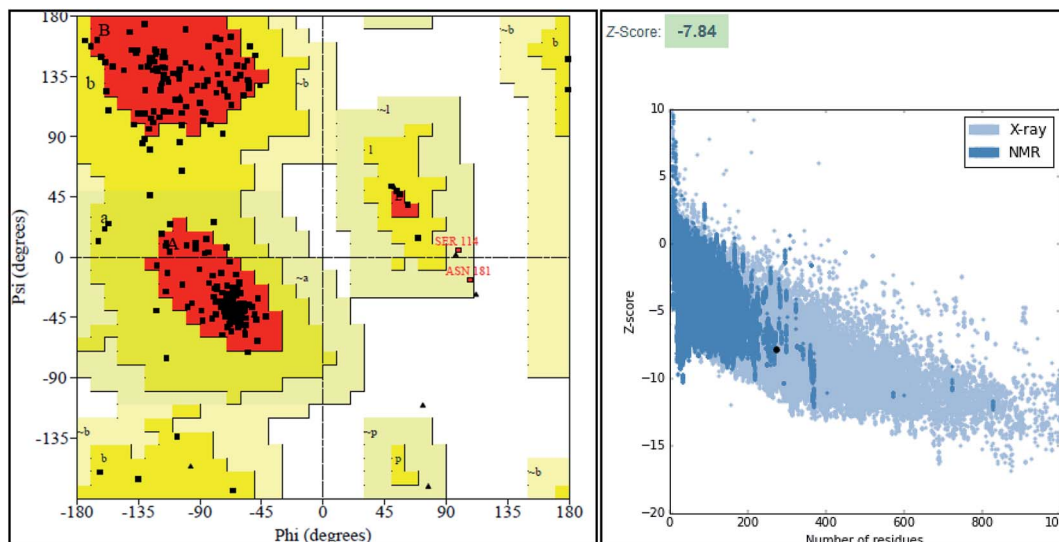 B
b
~b
~b
b
~l
l
L
a
A
SER 114
ASN 181
~a
~b
b
~p
p
~b
180
135
90
45
0
-45
-90
-135
-180
-135
-90
-45
0
45
90
135
180
Psi (degrees)
Phi (degrees)
Z-Score: -7.84
X-ray
NMR
10
5
0
−5
−10
−15
−20
0
200
400
600
800
Z-score
Number of residues